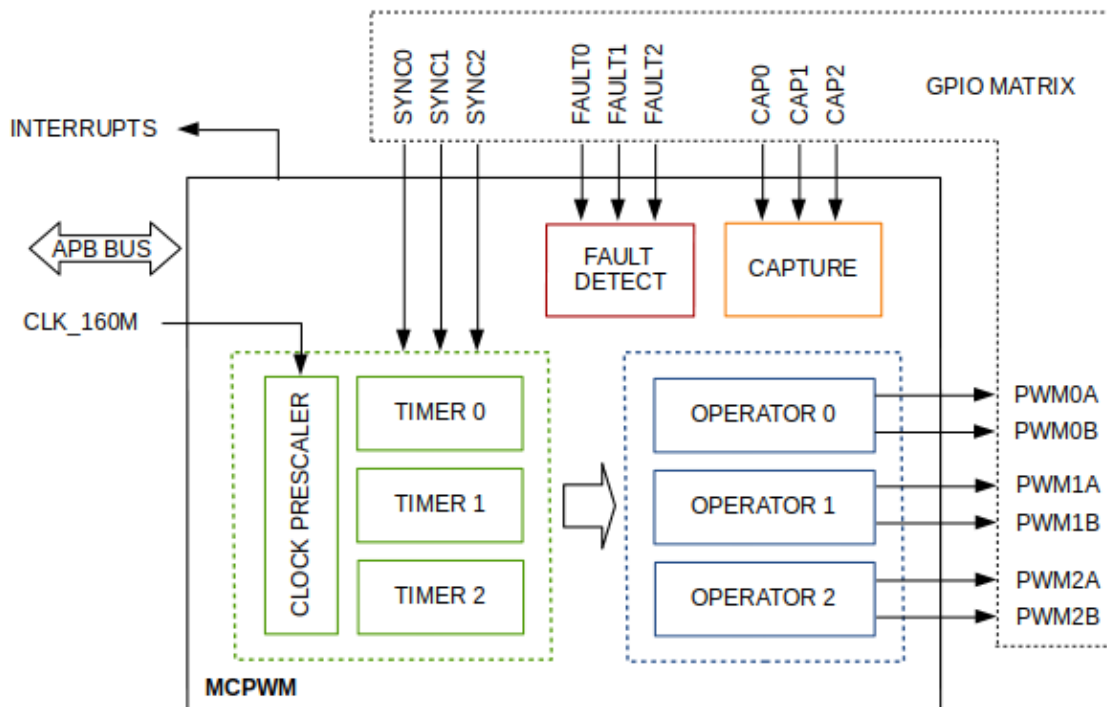 SYNC0
SYNC1
SYNC2
FAULT0
FAULT1
FAULT2
CAP0
CAP1
CAP2
GPIO MATRIX
INTERRUPTS
APB BUS
CLK_160M
FAULT
DETECT
CAPTURE
CLOCK PRESCALER
TIMER 0
TIMER 1
TIMER 2
OPERATOR 0
OPERATOR 1
OPERATOR 2
PWM0A
PWM0B
PWM1A
PWM1B
PWM2A
PWM2B
MCPWM